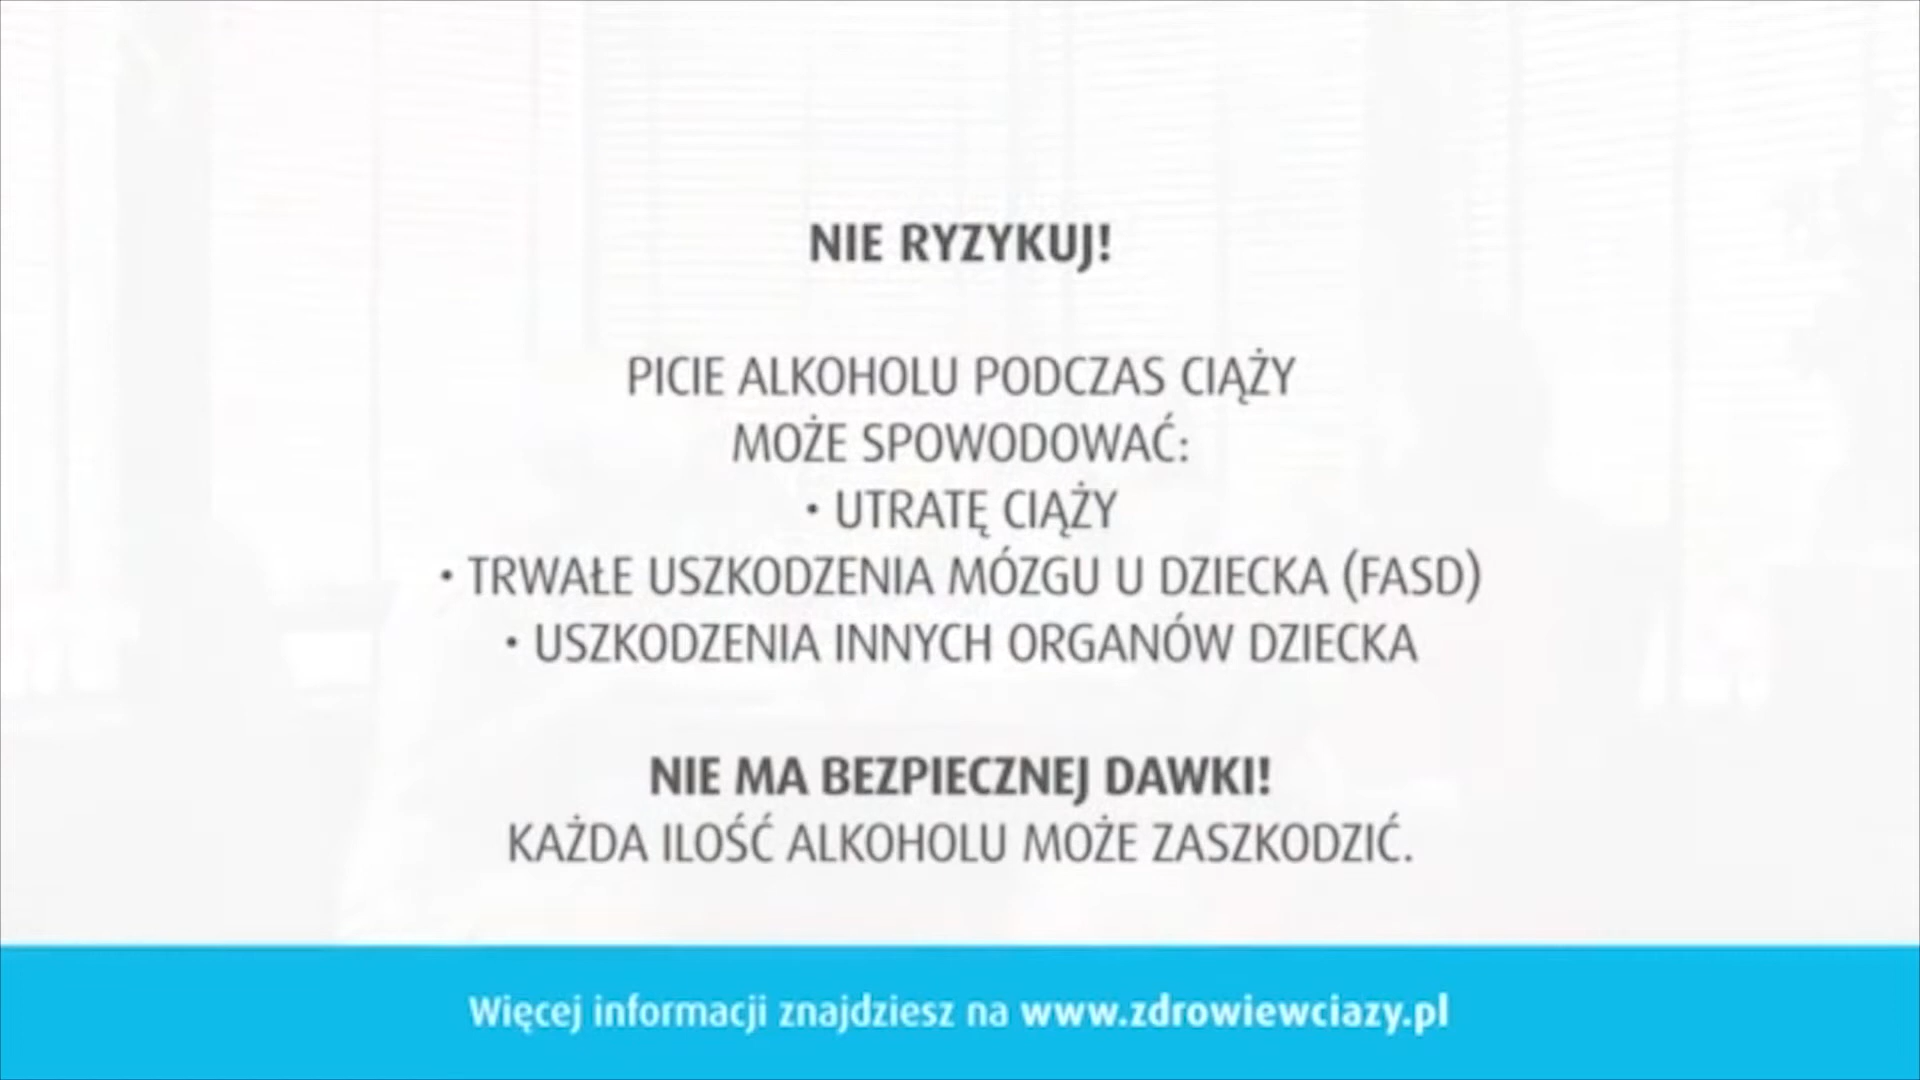 NIE RYZYKUJ!
PICIE ALKOHOLU PODCZAS CIĄŻY
MOŻE SPOWODOWAĆ:
• UTRATĘ CIĄŻY
• TRWAŁE USZKODZENIA MÓZGU U DZIECKA (FASD)
• USZKODZENIA INNYCH ORGANÓW DZIECKA
NIE MA BEZPIECZNEJ DAWKI!
KAŻDA ILOŚĆ ALKOHOLU MOŻE ZASZKODZIĆ.
Więcej informacji znajdziesz na www.zdrowiewciazy.pl